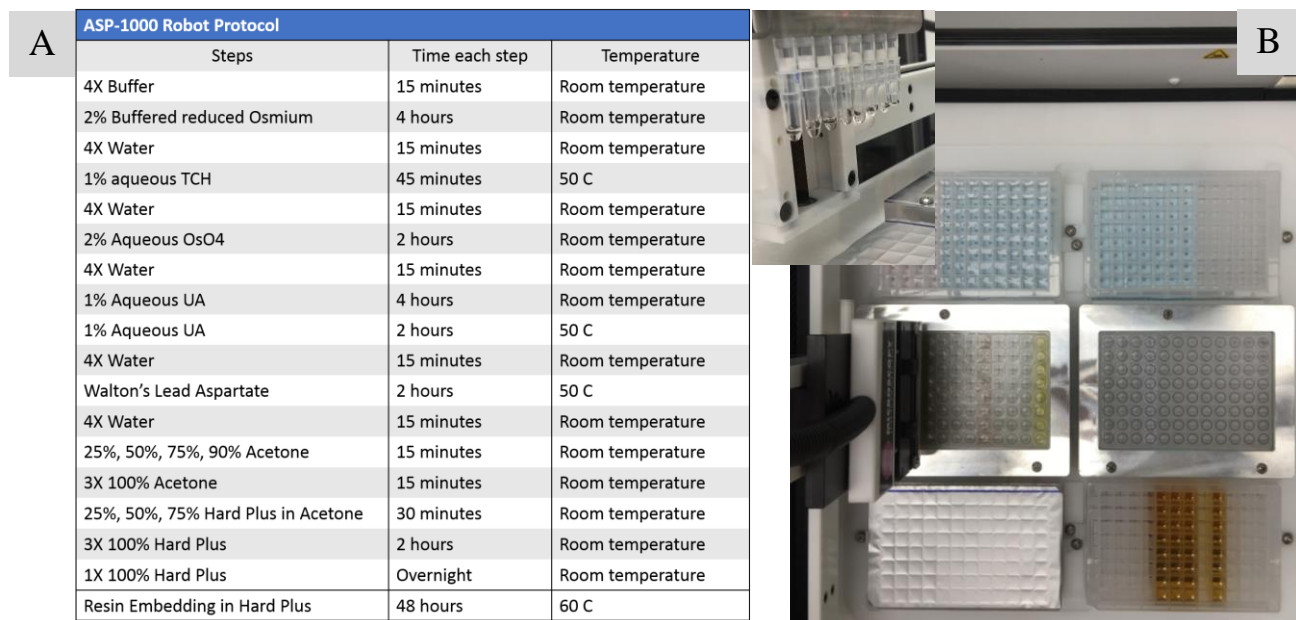 A
ASP-1000 Robot Protocol
Steps Time each step Temperature
4X Buffer 15 minutes Room temperature
2% Buffered reduced Osmium 4 hours Room temperature
4X Water 15 minutes Room temperature
1% aqueous TCH 45 minutes 50 C
4X Water 15 minutes Room temperature
2% Aqueous OsO4 2 hours Room temperature
4X Water 15 minutes Room temperature
1% Aqueous UA 4 hours Room temperature
1% Aqueous UA 2 hours 50 C
4X Water 15 minutes Room temperature
Walton’s Lead Aspartate 2 hours 50 C
4X Water 15 minutes Room temperature
25%, 50%, 75%, 90% Acetone 15 minutes Room temperature
3X 100% Acetone 15 minutes Room temperature
25%, 50%, 75% Hard Plus in Acetone 30 minutes Room temperature
3X 100% Hard Plus 2 hours Room temperature
1X 100% Hard Plus Overnight Room temperature
Resin Embedding in Hard Plus 48 hours 60 C
B